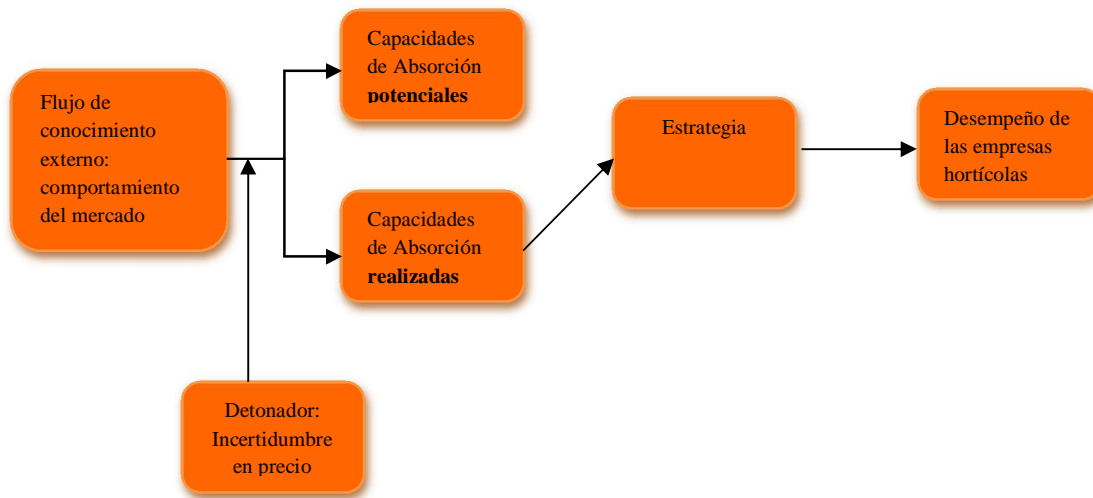 Flujo de
conocimiento
externo:
comportamiento
del mercado
Capacidades
de Absorción
potenciales
Capacidades
de Absorción
realizadas
Detonador:
Incertidumbre
en precio
Estrategia
Desempeño de
las empresas
hortícolas